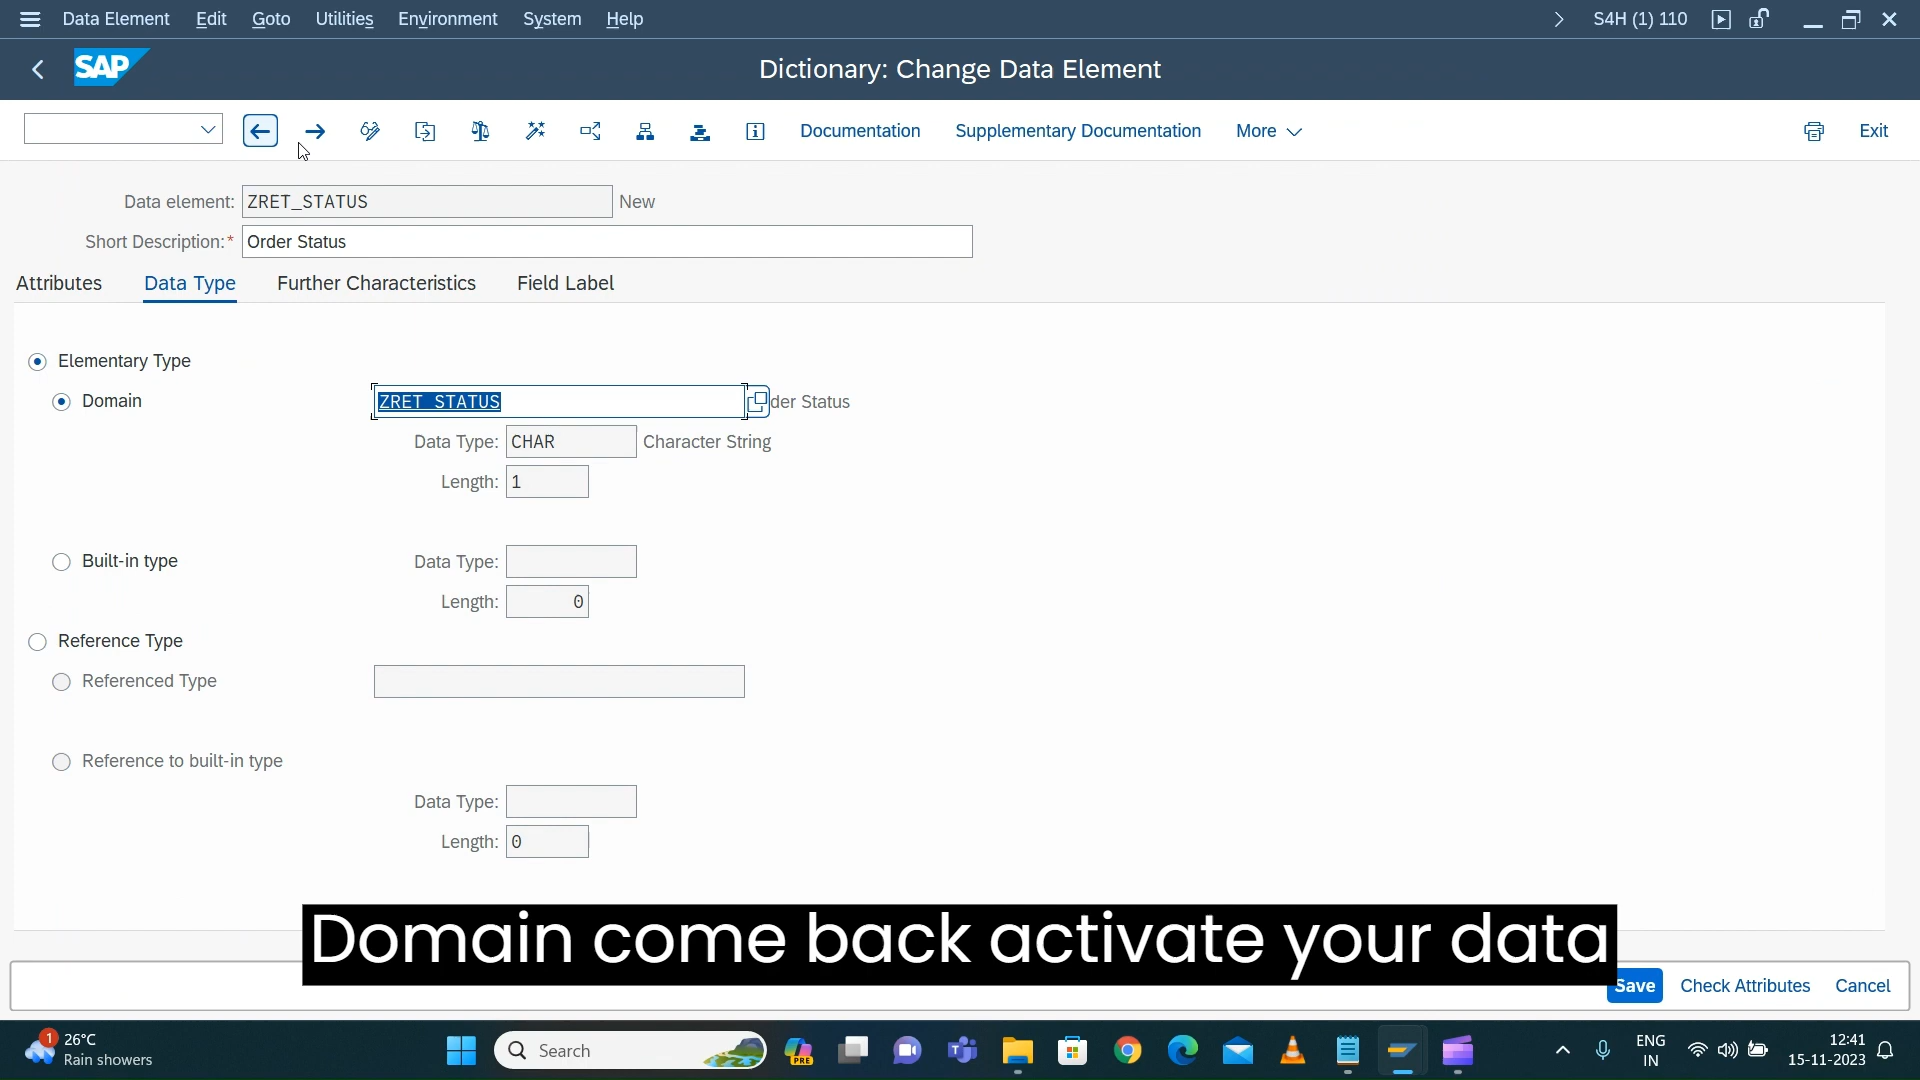 Data Element Edit Goto Utilities Environment System Help S4H (1) 110
SAP Dictionary: Change Data Element
Documentation Supplementary Documentation More Exit
Data element: ZRET_STATUS New
Short Description:* Order Status
Attributes Data Type Further Characteristics Field Label
Elementary Type
Domain ZRET_STATUS der Status
Data Type: CHAR Character String
Length: 1
Built-in type Data Type:
Length: 0
Reference Type
Referenced Type
Reference to built-in type
Data Type:
Length: 0
Domain come back activate your data
Save Check Attributes Cancel
1 26°C
Rain showers
Search
PRE
ENG
IN
12:41
15-11-2023